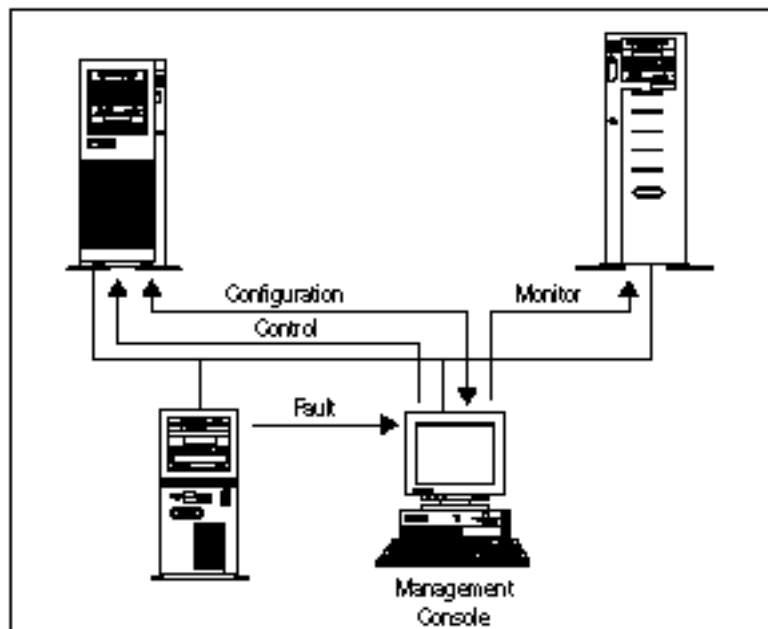 Configuration
Monitor
Control
Fault
Management
Console